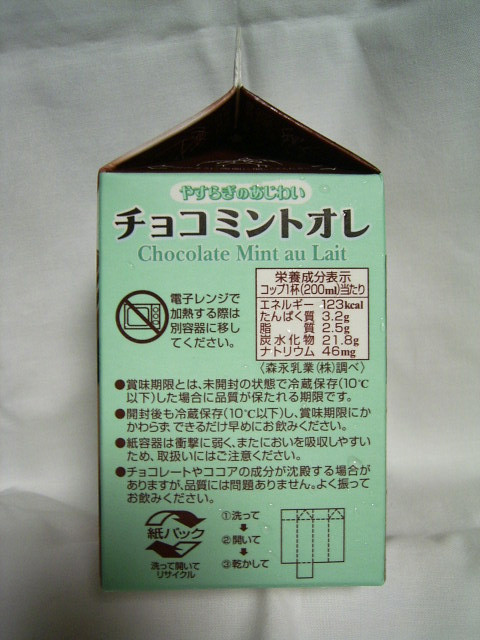 やすらぎのあじわい
チョコミントオレ
Chocolate Mint au Lait
電子レンジで
加熱する際は
別容器に移し
てください。
栄養成分表示
コップ1杯(200ml)当たり
エネルギー 123kcal
たんぱく質 3.2g
脂質 2.5g
炭水化物 21.8g
ナトリウム 46mg
〈森永乳業(株)調べ〉
●賞味期限とは、未開封の状態で冷蔵保存(10℃
以下)した場合に品質が保たれる期限です。
●開封後も冷蔵保存(10℃以下)し、賞味期限にか
かわらず、できるだけ早めにお飲みください。
●紙容器は衝撃に弱く、またにおいを吸収しやすい
ため、取扱いにはご注意ください。
●チョコレートやココアの成分が沈殿する場合が
ありますが、品質には問題ありません。よく振って
お飲みください。
紙パック
洗って開いて
リサイクル
①洗って
②開いて
③乾かして